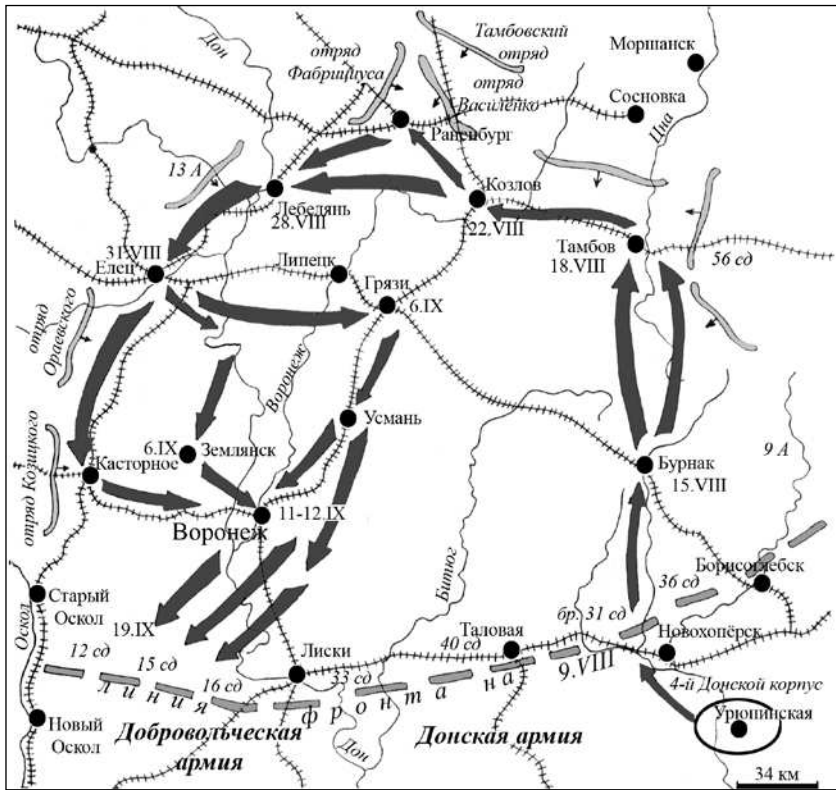 Дон
отряд
Фабрициуса
Тамбовский
отряд
отряд
Василенко
Моршанск
Сосновка
Цна
Раненбург
13 А
Лебедянь
28.VIII
Козлов
22.VIII
Тамбов
18.VIII
56 сд
31.VIII
Елец
Липецк
Грязи
6.IX
отряд
Ораевского
Воронеж
Усмань
6.IX
Землянск
Касторное
отряд Козицкого
Воронеж
11-12.IX
Бурнак
15.VIII
9 А
Битюг
Борисоглебск
36 сд
бр. 31 сд
Старый
Оскол
Оскол
19.IX
12 сд
15 сд
16 сд
Лиски
33 сд
40 сд
Таловая
Новохопёрск
линия фронта на 9.VIII
4-й Донской корпус
Урюпинская
Новый
Оскол
Добровольческая
армия
Дон
Донская армия
34 км